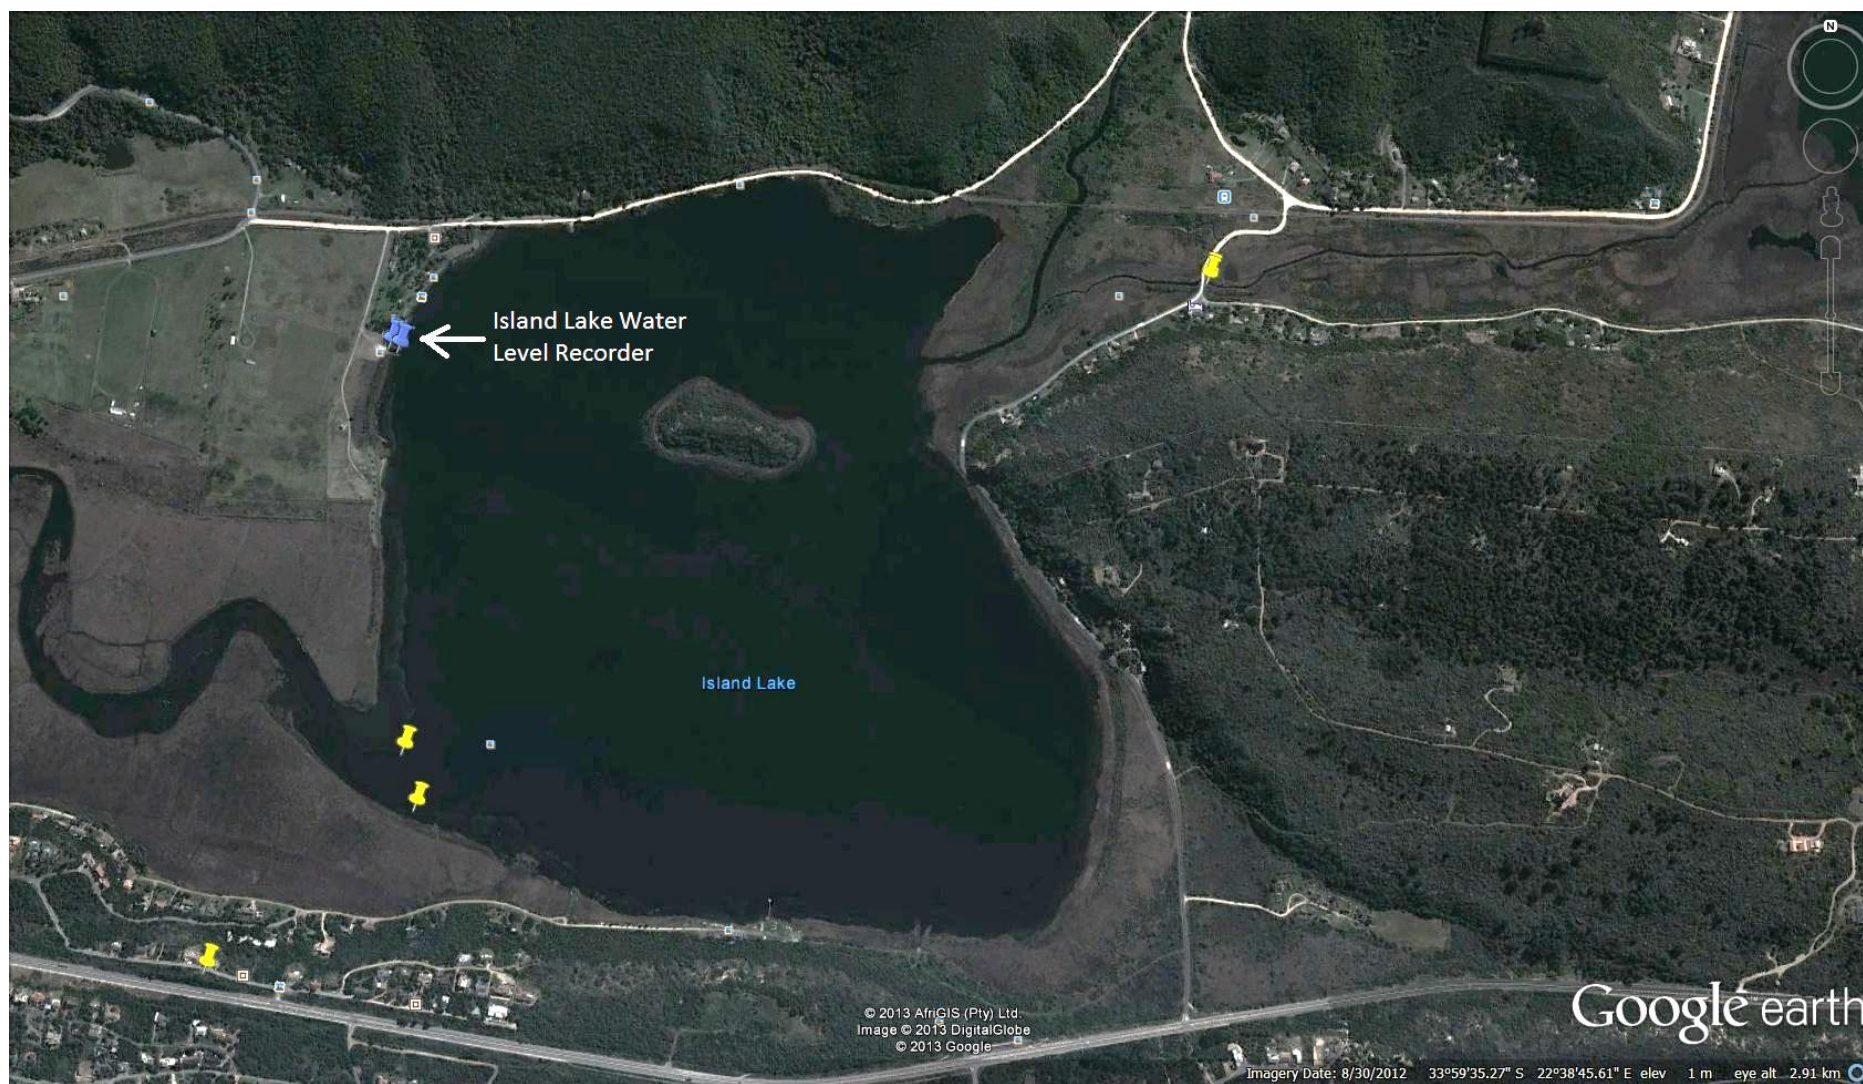 N
Island Lake Water
Level Recorder
Island Lake
© 2013 AfriGIS (Pty) Ltd.
Image © 2013 DigitalGlobe
© 2013 Google
Google earth
Imagery Date: 8/30/2012 33°59'35.27" S 22°38'45.61" E elev 1 m eye alt 2.91 km